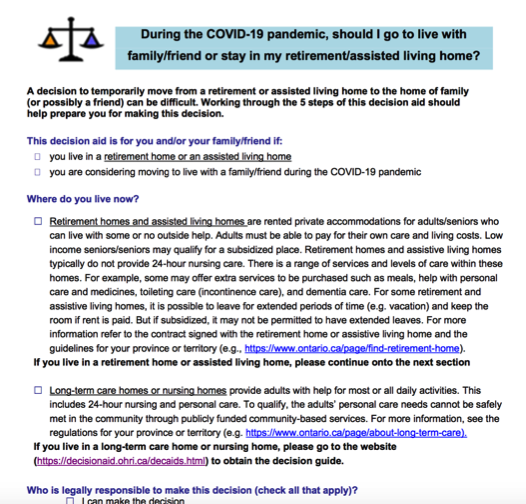 During the COVID-19 pandemic, should I go to live with
family/friend or stay in my retirement/assisted living home?
A decision to temporarily move from a retirement or assisted living home to the home of family
(or possibly a friend) can be difficult. Working through the 5 steps of this decision aid should
help prepare you for making this decision.
This decision aid is for you and/or your family/friend if:
you live in a retirement home or an assisted living home
you are considering moving to live with a family/friend during the COVID-19 pandemic
Where do you live now?
Retirement homes and assisted living homes are rented private accommodations for adults/seniors who
can live with some or no outside help. Adults must be able to pay for their own care and living costs. Low
income seniors/seniors may qualify for a subsidized place. Retirement homes and assistive living homes
typically do not provide 24-hour nursing care. There is a range of services and levels of care within these
homes. For example, some may offer extra services to be purchased such as meals, help with personal
care and medicines, toileting care (incontinence care), and dementia care. For some retirement and
assistive living homes, it is possible to leave for extended periods of time (e.g. vacation) and keep the
room if rent is paid. But if subsidized, it may not be permitted to have extended leaves. For more
information refer to the contract signed with the retirement home or assistive living home and the
guidelines for your province or territory (e.g., https://www.ontario.ca/page/find-retirement-home).
If you live in a retirement home or assisted living home, please continue onto the next section
Long-term care homes or nursing homes provide adults with help for most or all daily activities. This
includes 24-hour nursing and personal care. To qualify, the adults' personal care needs cannot be safely
met in the community through publicly funded community-based services. For more information, see the
regulations for your province or territory (e.g. https://www.ontario.ca/page/about-long-term-care).
If you live in a long-term care home or nursing home, please go to the website
(https://decisionaid.ohri.ca/decaids.html) to obtain the decision guide.
Who is legally responsible to make this decision (check all that apply)?
I can make the decision